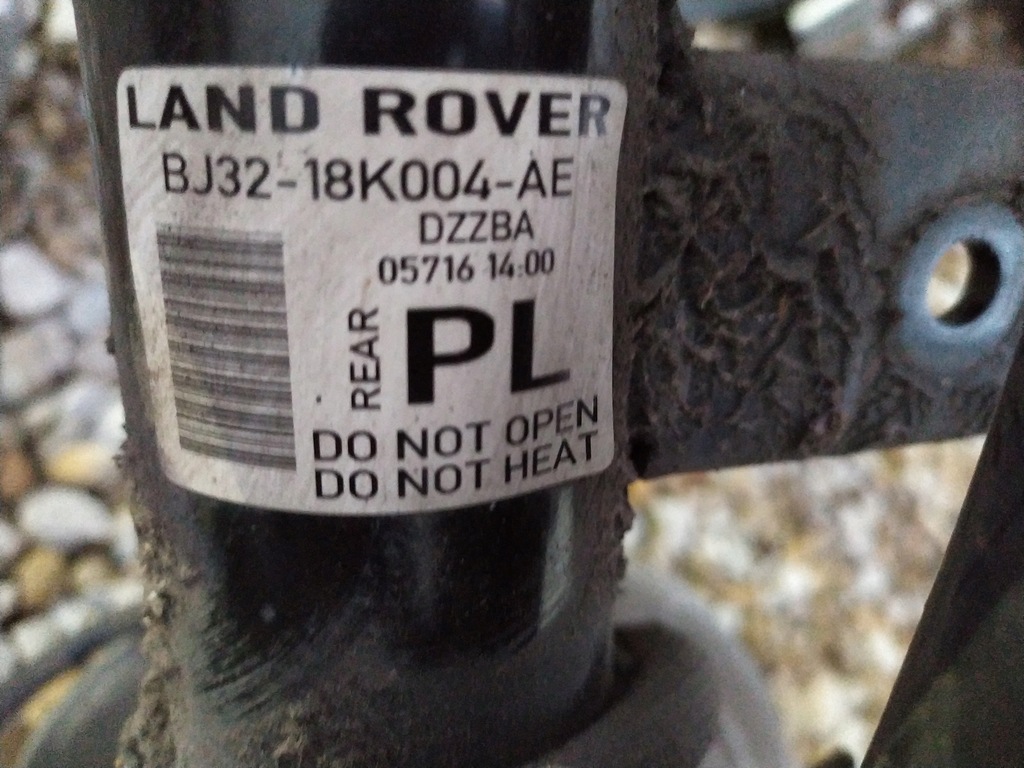 LAND ROVER
BJ32-18K004-AE
DZZBA
05716 14:00
REAR
PL
DO NOT OPEN
DO NOT HEAT